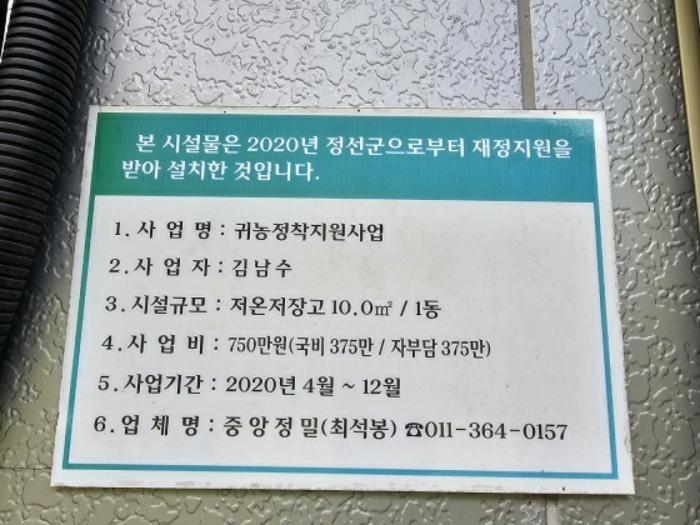 본 시설물은 2020년 정선군으로부터 재정지원을
받아 설치한 것입니다.
1. 사 업 명 : 귀농정착지원사업
2. 사 업 자 : 김남수
3. 시설규모 : 저온저장고 10.0㎡ / 1동
4. 사 업 비 : 750만원(국비 375만 / 자부담 375만)
5. 사업기간 : 2020년 4월 ~ 12월
6. 업 체 명 : 중앙정밀(최석봉) ☎011-364-0157